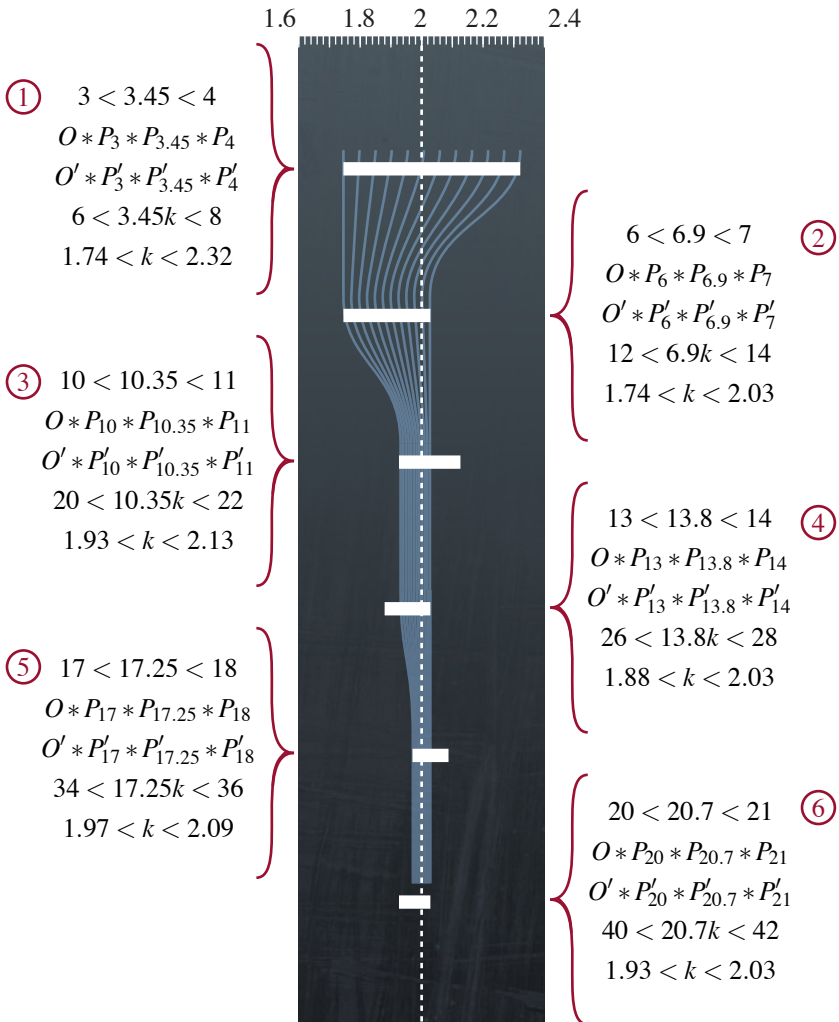 1.6 1.8 2 2.2 2.4
1
3 < 3.45 < 4
O ∗ P₃ ∗ P₃.₄₅ ∗ P₄
O′ ∗ P′₃ ∗ P′₃.₄₅ ∗ P′₄
6 < 3.45k < 8
1.74 < k < 2.32
2
6 < 6.9 < 7
O ∗ P₆ ∗ P₆.₉ ∗ P₇
O′ ∗ P′₆ ∗ P′₆.₉ ∗ P′₇
12 < 6.9k < 14
1.74 < k < 2.03
3
10 < 10.35 < 11
O ∗ P₁₀ ∗ P₁₀.₃₅ ∗ P₁₁
O′ ∗ P′₁₀ ∗ P′₁₀.₃₅ ∗ P′₁₁
20 < 10.35k < 22
1.93 < k < 2.13
4
13 < 13.8 < 14
O ∗ P₁₃ ∗ P₁₃.₈ ∗ P₁₄
O′ ∗ P′₁₃ ∗ P′₁₃.₈ ∗ P′₁₄
26 < 13.8k < 28
1.88 < k < 2.03
5
17 < 17.25 < 18
O ∗ P₁₇ ∗ P₁₇.₂₅ ∗ P₁₈
O′ ∗ P′₁₇ ∗ P′₁₇.₂₅ ∗ P′₁₈
34 < 17.25k < 36
1.97 < k < 2.09
6
20 < 20.7 < 21
O ∗ P₂₀ ∗ P₂₀.₇ ∗ P₂₁
O′ ∗ P′₂₀ ∗ P′₂₀.₇ ∗ P′₂₁
40 < 20.7k < 42
1.93 < k < 2.03